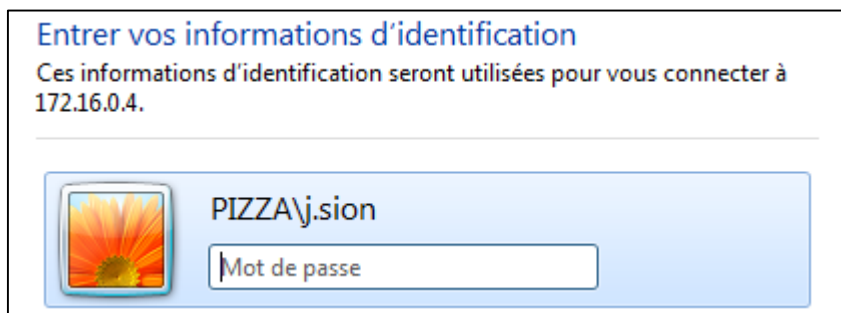 Entrer vos informations d'identification
Ces informations d'identification seront utilisées pour vous connecter à
172.16.0.4.
PIZZA\j.sion
Mot de passe